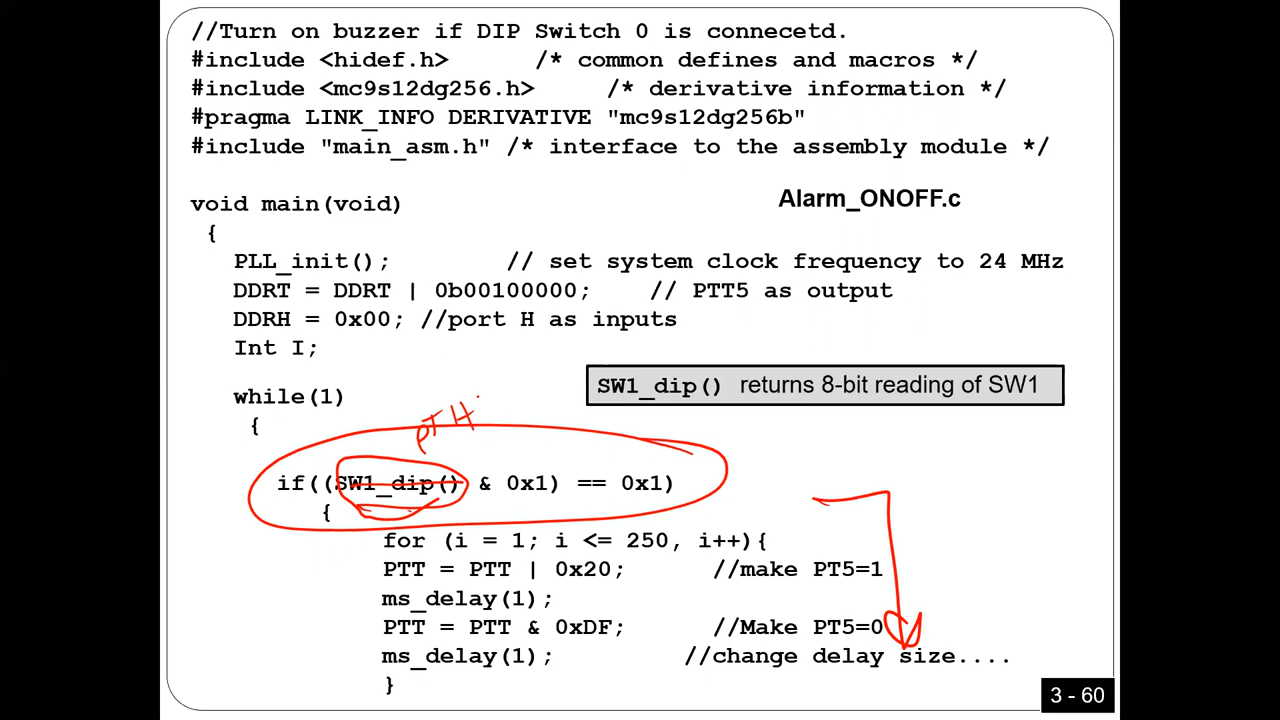 //Turn on buzzer if DIP Switch 0 is connecetd.
#include <hidef.h> /* common defines and macros */
#include <mc9s12dg256.h> /* derivative information */
#pragma LINK_INFO DERIVATIVE "mc9s12dg256b"
#include "main_asm.h" /* interface to the assembly module */
void main(void)
Alarm_ONOFF.c
{
PLL_init(); // set system clock frequency to 24 MHz
DDRT = DDRT | 0b00100000; // PTT5 as output
DDRH = 0x00; //port H as inputs
Int I;
SW1_dip() returns 8-bit reading of SW1
while(1)
{
PTH
if((SW1_dip() & 0x1) == 0x1)
{
for (i = 1; i <= 250, i++){
PTT = PTT | 0x20; //make PT5=1
ms_delay(1);
PTT = PTT & 0xDF; //Make PT5=0
ms_delay(1); //change delay size....
}
3 - 60